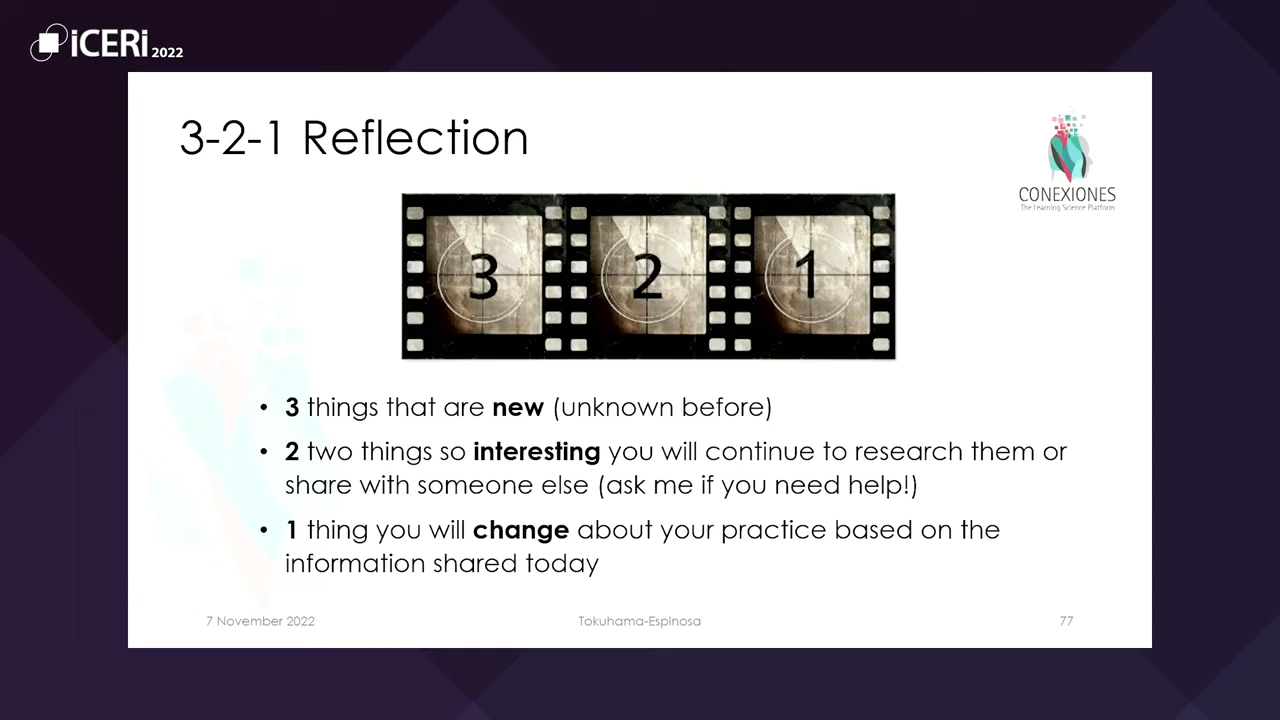 iCERi 2022
3-2-1 Reflection
CONEXIONES
The Learning Science Platform
3 2 1
• 3 things that are new (unknown before)
• 2 two things so interesting you will continue to research them or
share with someone else (ask me if you need help!)
• 1 thing you will change about your practice based on the
information shared today
7 November 2022 Tokuhama-Espinosa 77